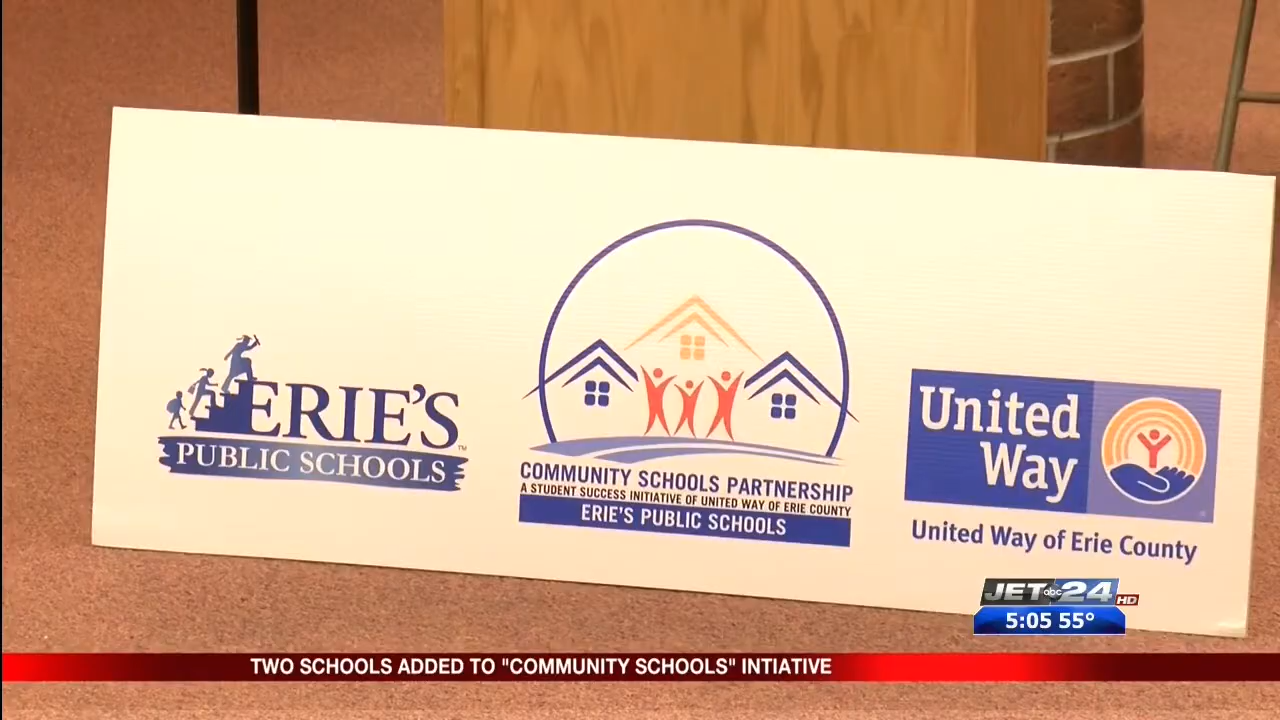 ERIE'S
™
PUBLIC SCHOOLS
COMMUNITY SCHOOLS PARTNERSHIP
A STUDENT SUCCESS INITIATIVE OF UNITED WAY OF ERIE COUNTY
ERIE'S PUBLIC SCHOOLS
United
Way
®
United Way of Erie County
JET abc 24 HD
5:05 55°
TWO SCHOOLS ADDED TO "COMMUNITY SCHOOLS" INTIATIVE